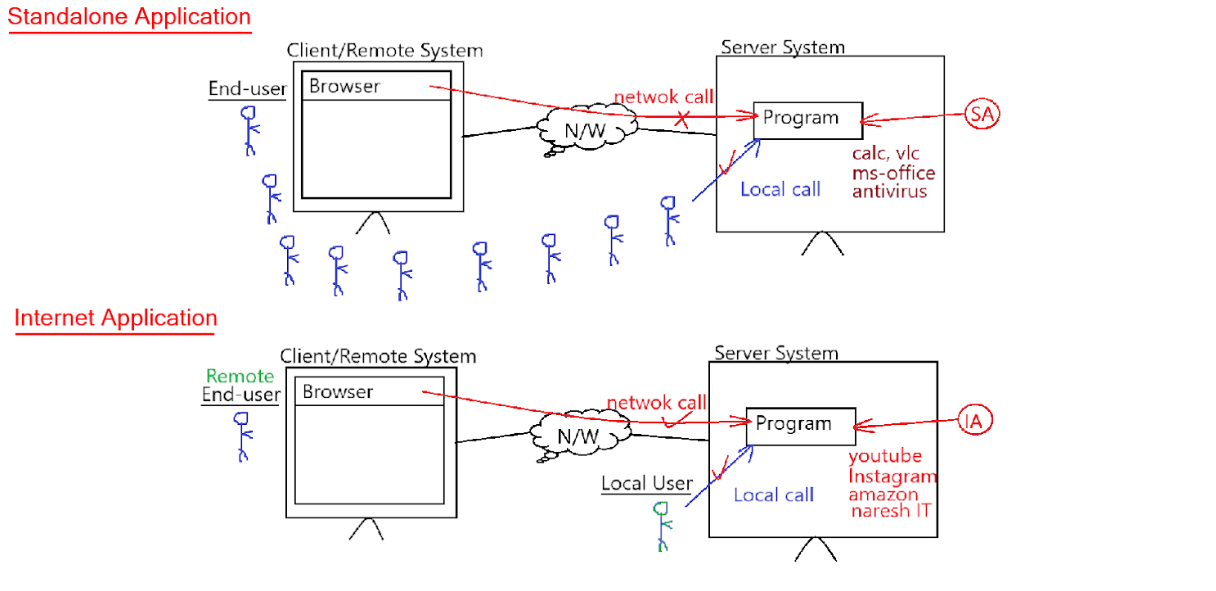 Standalone Application
Client/Remote System
Server System
End-user
Browser
netwok call
N/W
Program
SA
calc, vlc
ms-office
antivirus
Local call
Internet Application
Client/Remote System
Server System
Remote
End-user
Browser
netwok call
N/W
Program
IA
youtube
Instagram
amazon
naresh IT
Local User
Local call